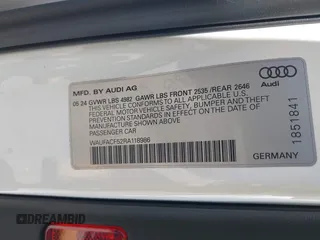 MFD. BY AUDI AG
05 24 GVWR LBS 4982 GAWR LBS FRONT 2535 /REAR 2646
THIS VEHICLE CONFORMS TO ALL APPLICABLE U.S.
FEDERAL MOTOR VEHICLE SAFETY, BUMPER AND THEFT
PREVENTION STANDARDS IN EFFECT ON THE DATE OF
MANUFACTURE SHOWN ABOVE.
PASSENGER CAR
WAUFACF52RA118986
Audi
1851841
GERMANY
DREAMBID